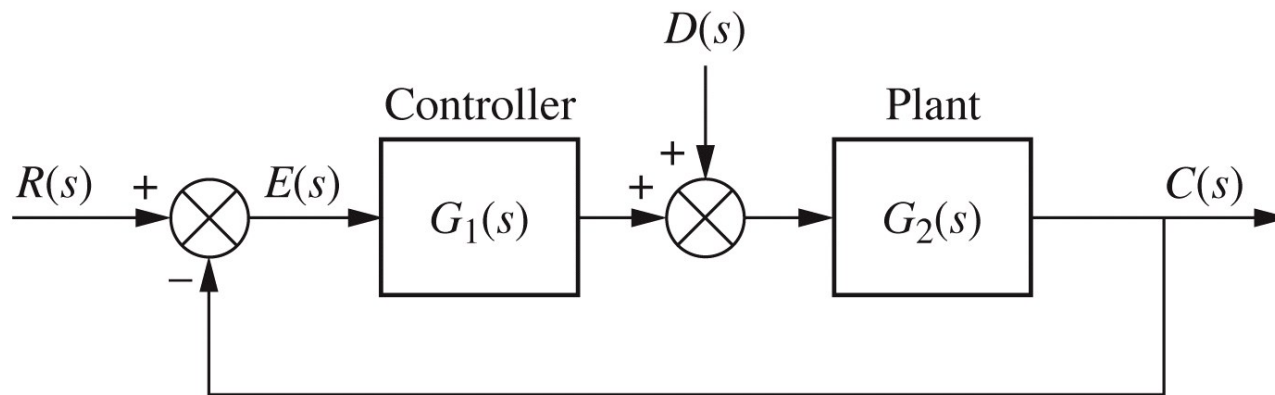 D(s)
Controller
Plant
R(s)
+
E(s)
G₁(s)
+
+
G₂(s)
C(s)
−